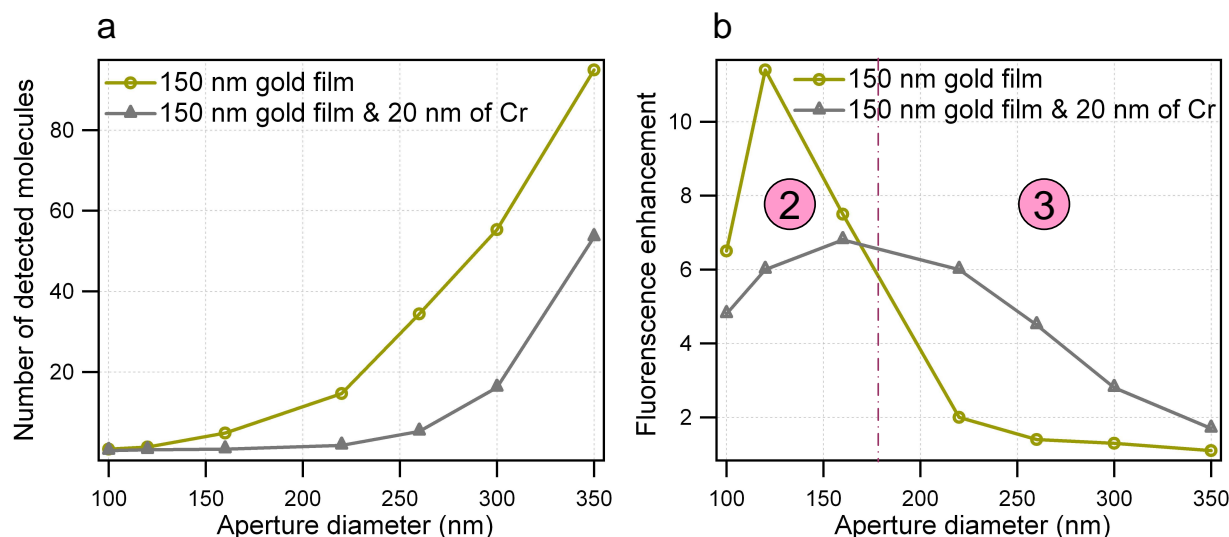 a
Number of detected molecules
150 nm gold film
150 nm gold film & 20 nm of Cr
80
60
40
20
100 150 200 250 300 350
Aperture diameter (nm)
b
Fluorenscence enhancement
150 nm gold film
150 nm gold film & 20 nm of Cr
10
8
6
4
2
2
3
100 150 200 250 300 350
Aperture diameter (nm)